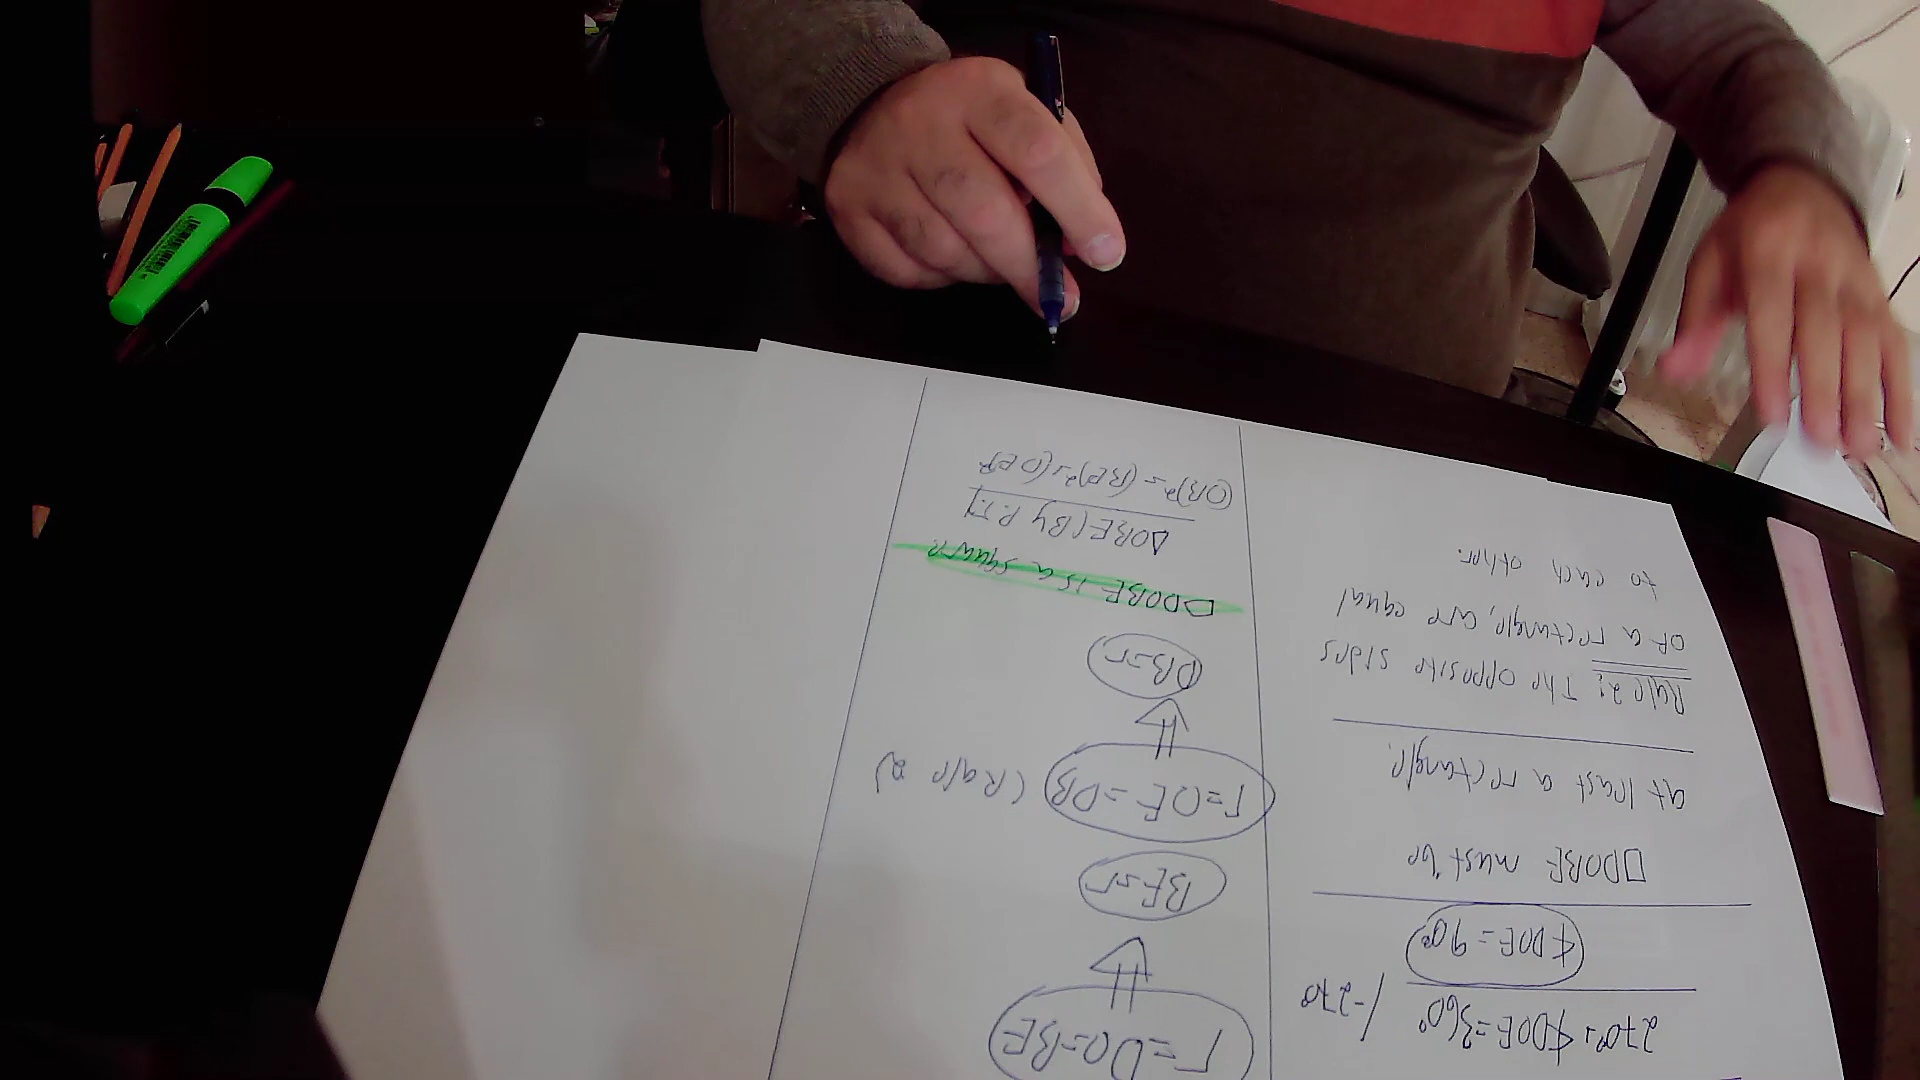 270°+∢DOE=360° /-270
∢DOE=90°
□DOBE must be
at least a rectangle.
Rule 2: The opposite sides
of a rectangle, are equal
to each other.
r=DO=BE
⇓
BE=r
r=OE=DB (Rule 2)
⇓
DB=r
□DOBE is a square
ΔOBE (By P.T.)
(OB)²=(BE)²+(OE)²